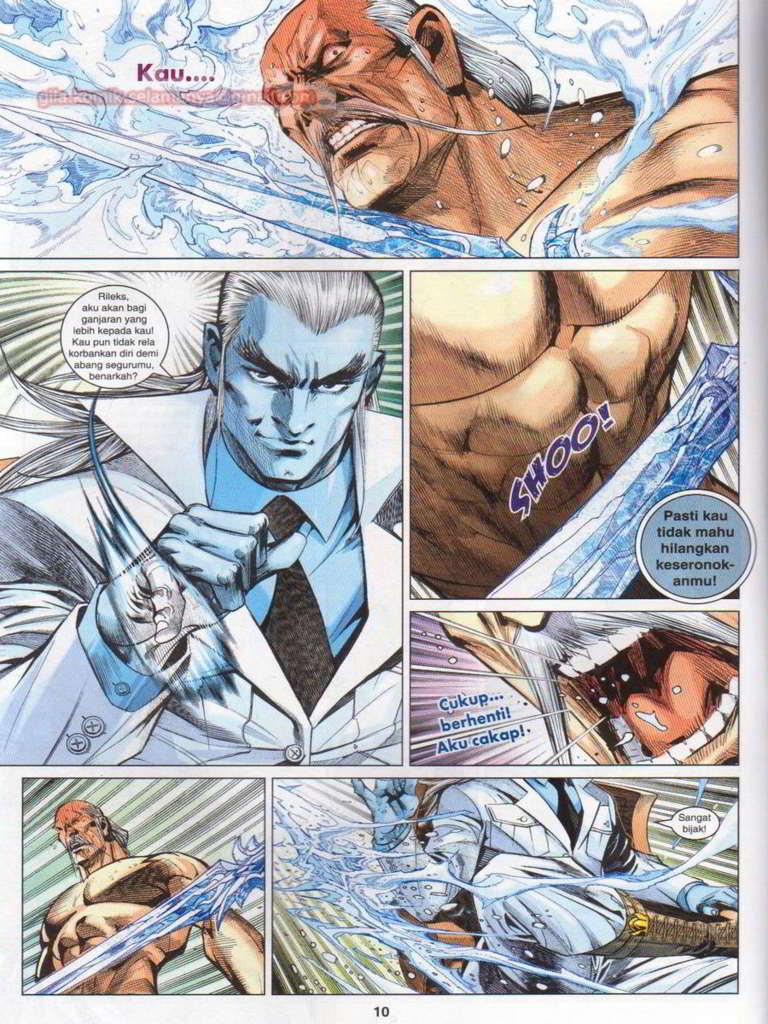 Kau....
Rileks,
aku akan bagi
ganjaran yang
lebih kepada kau!
Kau pun tidak rela
korbankan diri demi
abang segurumu,
benarkah?
SHOO!
Pasti kau
tidak mahu
hilangkan
keseronok-
anmu!
Cukup...
berhenti!
Aku cakap!
Sangat
bijak!
10